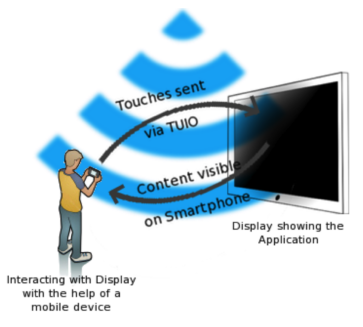 Touches sent
via TUIO
Content visible
on Smartphone
Display showing the
Application
Interacting with Display
with the help of a
mobile device